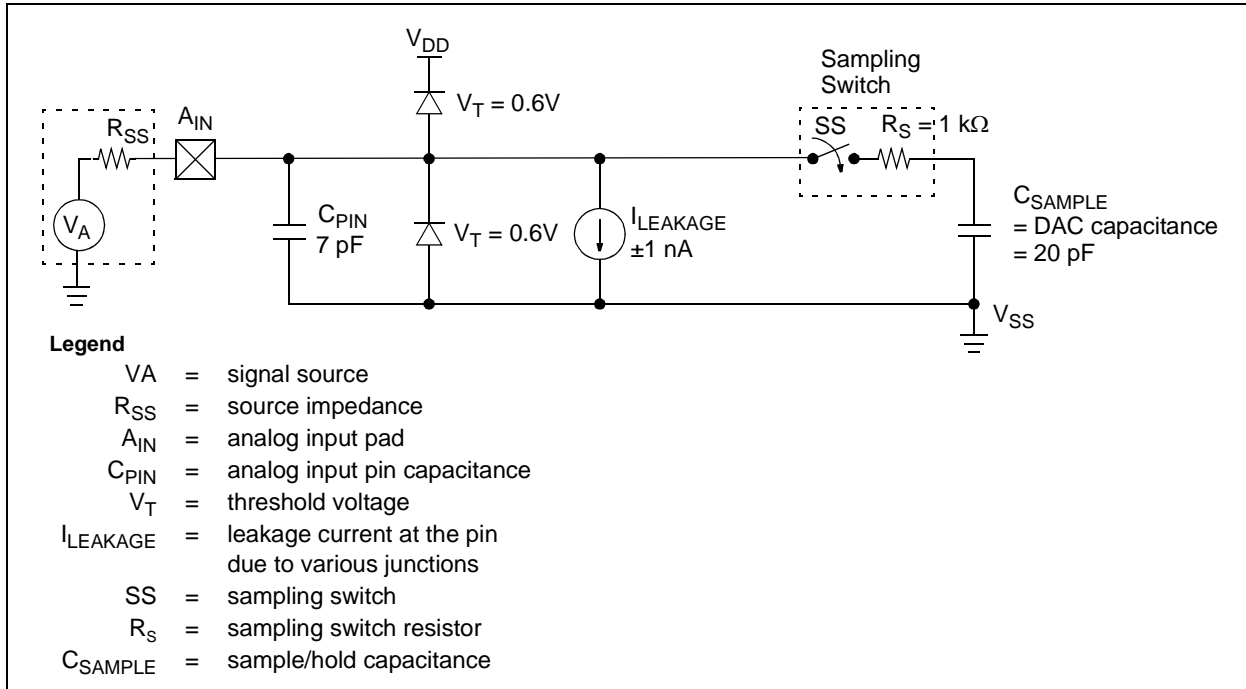 V_DD
Sampling
Switch
R_SS
A_IN
V_T = 0.6V
SS
R_S = 1 kΩ
V_A
C_PIN
7 pF
V_T = 0.6V
I_LEAKAGE
±1 nA
C_SAMPLE
= DAC capacitance
= 20 pF
V_SS
Legend
VA = signal source
R_SS = source impedance
A_IN = analog input pad
C_PIN = analog input pin capacitance
V_T = threshold voltage
I_LEAKAGE = leakage current at the pin
due to various junctions
SS = sampling switch
R_S = sampling switch resistor
C_SAMPLE = sample/hold capacitance